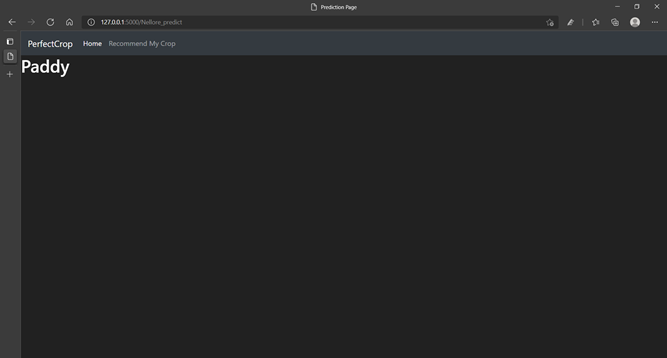 Prediction Page
127.0.0.1:5000/Nellore_predict
PerfectCrop Home Recommend My Crop
Paddy